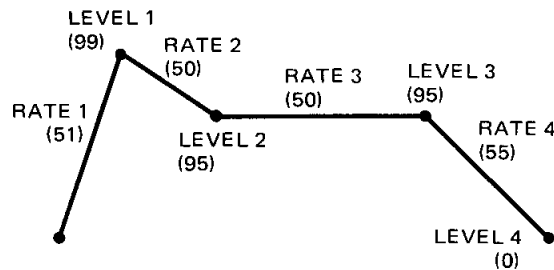 LEVEL 1
(99)
RATE 2
(50)
RATE 3
(50)
LEVEL 3
(95)
RATE 1
(51)
LEVEL 2
(95)
RATE 4
(55)
LEVEL 4
(0)